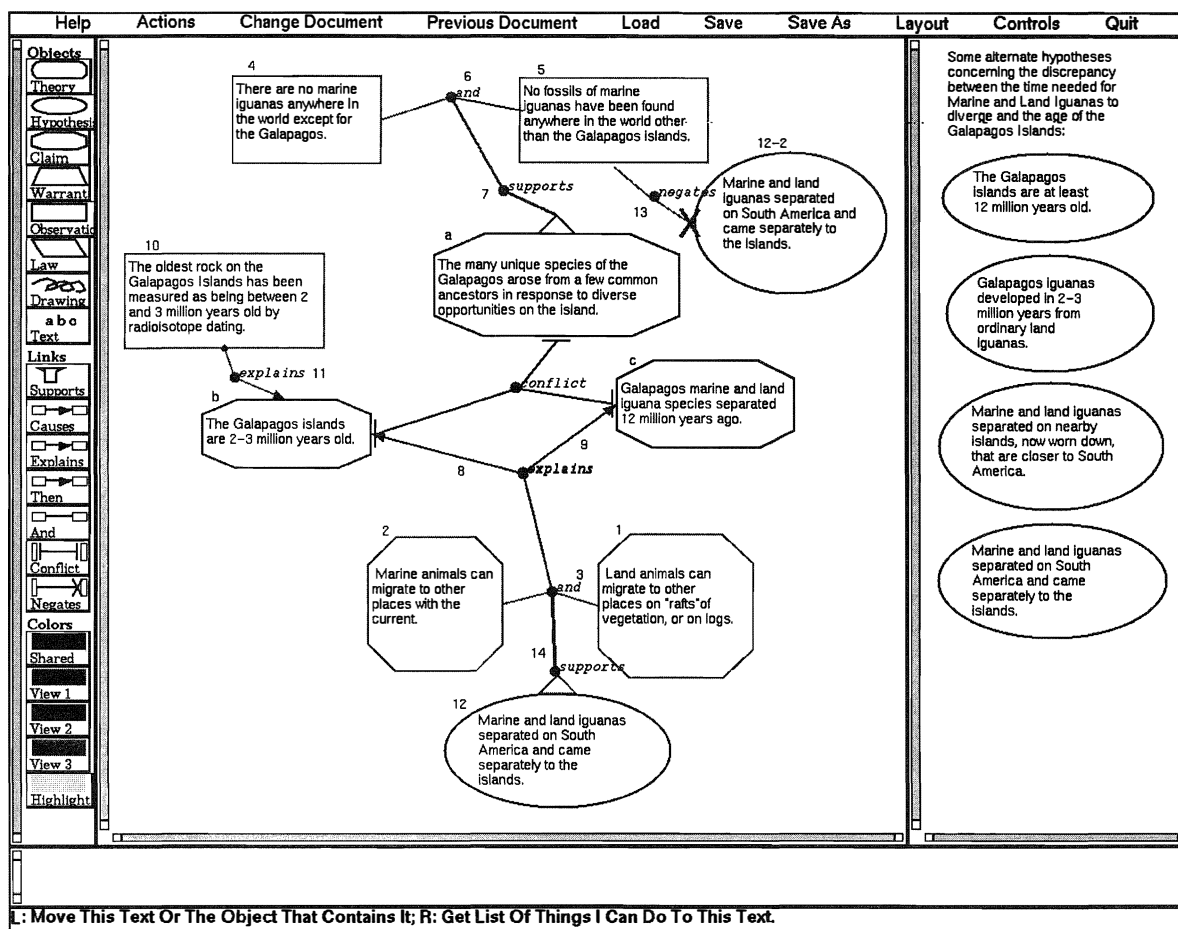 Help Actions Change Document Previous Document Load Save Save As Layout Controls Quit
Objects
Theory
Hypothesis
Claim
Warrant
Observatio
Law
Drawing
abc
Text
Links
Supports
Causes
Explains
Then
And
Conflict
Negates
Colors
Shared
View 1
View 2
View 3
Highlight
4
There are no marine
iguanas anywhere in
the world except for
the Galapagos.
6
and
5
No fossils of marine
iguanas have been found
anywhere in the world other
than the Galapagos islands.
7
supports
negates
13
12-2
Marine and land
iguanas separated
on South America and
came separately to
the islands.
10
The oldest rock on the
Galapagos Islands has been
measured as being between 2
and 3 million years old by
radioisotope dating.
a
The many unique species of the
Galapagos arose from a few common
ancestors in response to diverse
opportunities on the island.
explains 11
b
The Galapagos islands
are 2-3 million years old.
conflict
c
Galapagos marine and land
iguana species separated
12 million years ago.
8
9
explains
2
Marine animals can
migrate to other
places with the
current.
3
and
1
Land animals can
migrate to other
places on "rafts"of
vegetation, or on logs.
14
supports
12
Marine and land iguanas
separated on South
America and came
separately to the
islands.
Some alternate hypotheses
concerning the discrepancy
between the time needed for
Marine and Land Iguanas to
diverge and the age of the
Galapagos Islands:
The Galapagos
islands are at least
12 million years old.
Galapagos iguanas
developed in 2-3
million years from
ordinary land
iguanas.
Marine and land iguanas
separated on nearby
islands, now worn down,
that are closer to South
America.
Marine and land iguanas
separated on South
America and came
separately to the
islands.
L: Move This Text Or The Object That Contains It; R: Get List Of Things I Can Do To This Text.